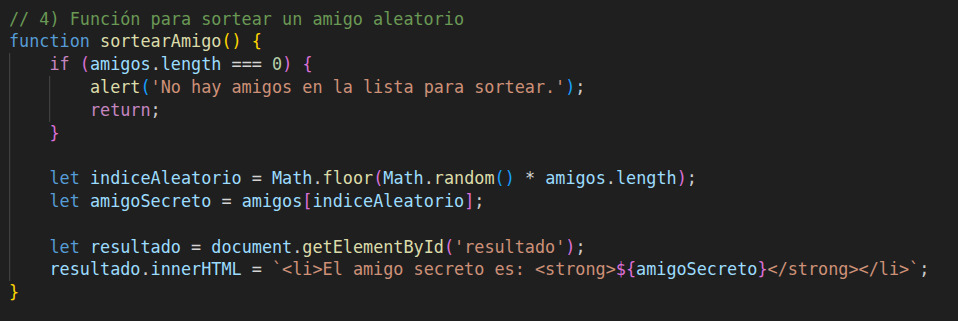 // 4) Función para sortear un amigo aleatorio
function sortearAmigo() {
    if (amigos.length === 0) {
        alert('No hay amigos en la lista para sortear.');
        return;
    }

    let indiceAleatorio = Math.floor(Math.random() * amigos.length);
    let amigoSecreto = amigos[indiceAleatorio];

    let resultado = document.getElementById('resultado');
    resultado.innerHTML = `<li>El amigo secreto es: <strong>${amigoSecreto}</strong></li>`;
}